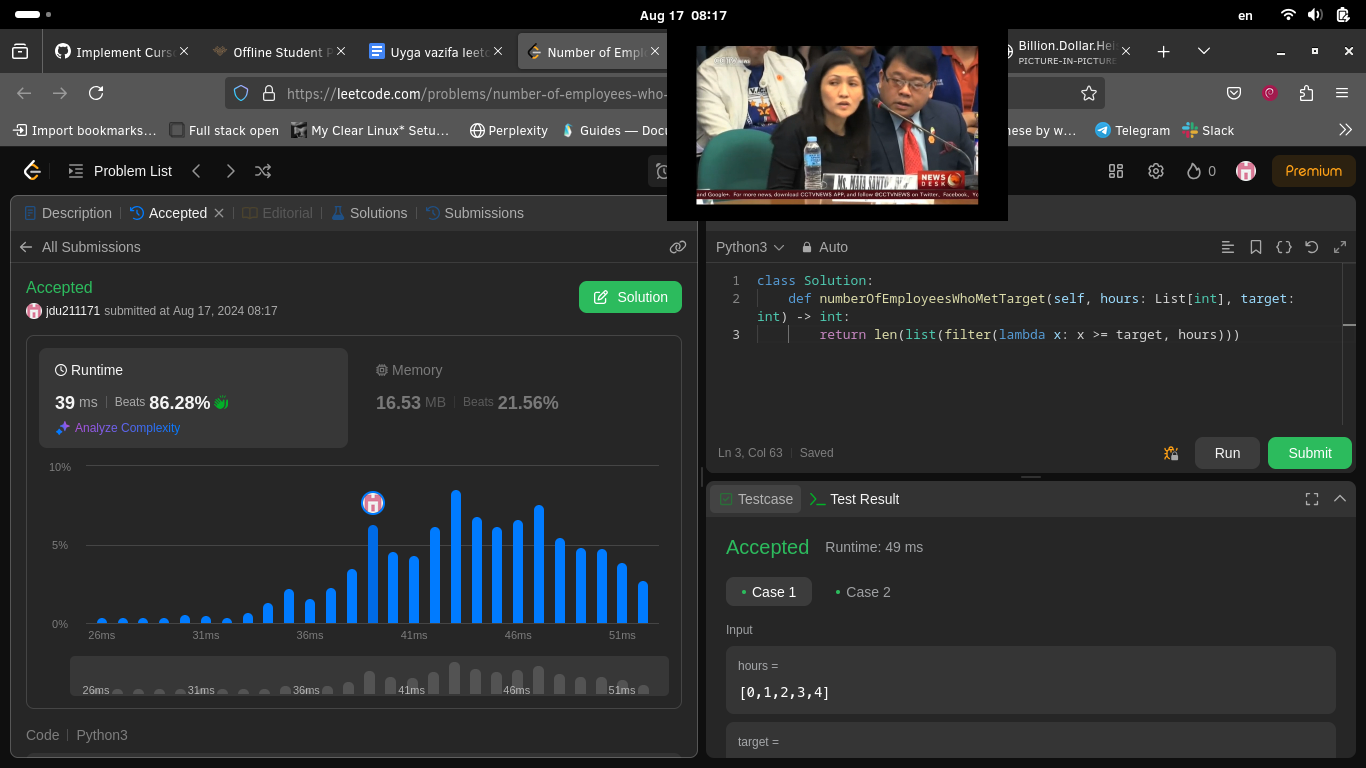 Aug 17 08:17
en
Implement Curs
Offline Student P
Uyga vazifa leetc
Number of Empl
Billion.Dollar.Hei
PICTURE-IN-PICTURE
https://leetcode.com/problems/number-of-employees-who-
Import bookmarks...
Full stack open
My Clear Linux* Setu...
Perplexity
Guides — Docu
nese by w...
Telegram
Slack
NEWS
DESK
and Google+. For more news, download CCTVNEWS APP, and follow @CCTVNEWS on Twitter, Facebook, Yo
Problem List
0
Premium
Description
Accepted
Editorial
Solutions
Submissions
All Submissions
Accepted
jdu211171 submitted at Aug 17, 2024 08:17
Solution
Runtime
39 ms
Beats 86.28%
Analyze Complexity
Memory
16.53 MB
Beats 21.56%
10%
5%
0%
26ms 31ms 36ms 41ms 46ms 51ms
26ms 31ms 36ms 41ms 46ms 51ms
Code
Python3
Python3
Auto
1 class Solution:
2 def numberOfEmployeesWhoMetTarget(self, hours: List[int], target:
int) -> int:
3 return len(list(filter(lambda x: x >= target, hours)))
Ln 3, Col 63
Saved
Run
Submit
Testcase
Test Result
Accepted
Runtime: 49 ms
Case 1
Case 2
Input
hours =
[0,1,2,3,4]
target =